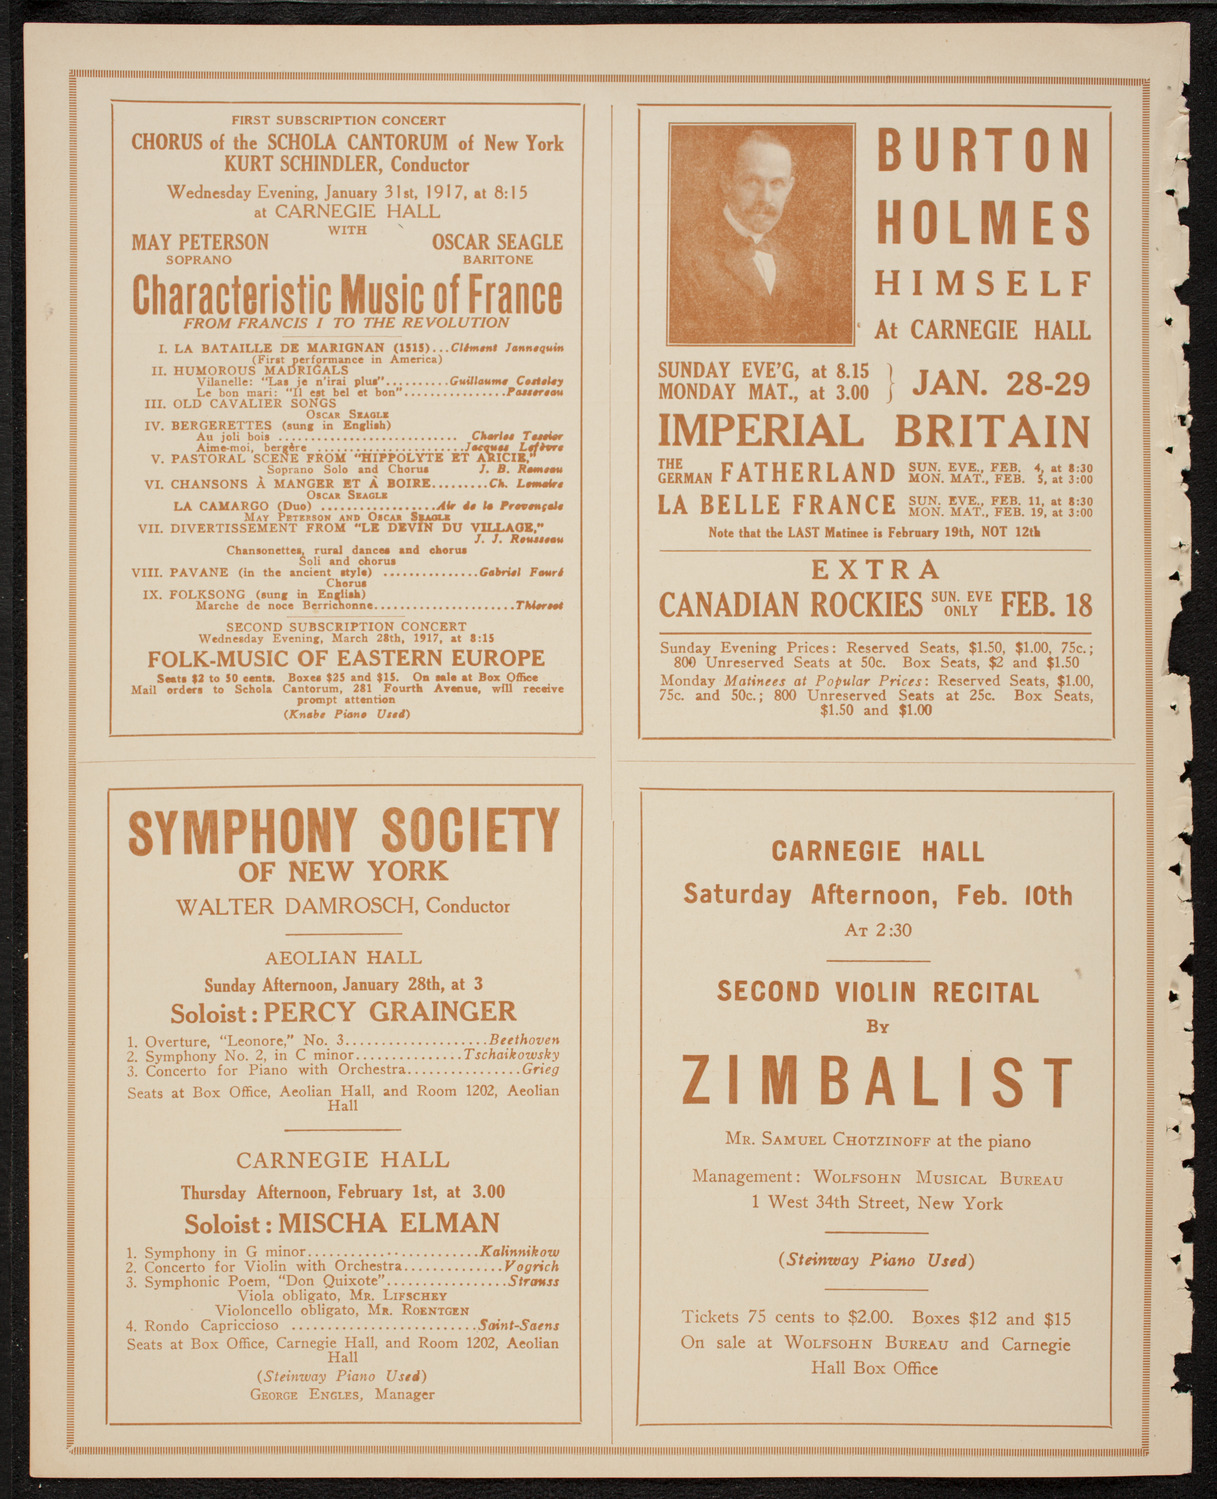 FIRST SUBSCRIPTION CONCERT
CHORUS of the SCHOLA CANTORUM of New York
KURT SCHINDLER, Conductor
Wednesday Evening, January 31st, 1917, at 8:15
at CARNEGIE HALL
WITH
MAY PETERSON OSCAR SEAGLE
SOPRANO BARITONE
Characteristic Music of France
FROM FRANCIS I TO THE REVOLUTION
I. LA BATAILLE DE MARIGNAN (1515)...Clément Jannequin
(First performance in America)
II. HUMOROUS MADRIGALS
Vilanelle: "Las je n'irai plus"..........Guillaume Costeley
Le bon mari: "Il est bel et bon"................Passereau
III. OLD CAVALIER SONGS
OSCAR SEAGLE
IV. BERGERETTES (sung in English)
Au joli bois ........................... Charles Tessier
Aime-moi, bergère ......................Jacques Lefèvre
V. PASTORAL SCENE FROM "HIPPOLYTE ET ARICIE,"
Soprano Solo and Chorus J. B. Rameau
VI. CHANSONS À MANGER ET À BOIRE.........Ch. Lemaire
OSCAR SEAGLE
LA CAMARGO (Duo) ..................Air de la Provençale
MAY PETERSON AND OSCAR SEAGLE
VII. DIVERTISSEMENT FROM "LE DEVIN DU VILLAGE,"
J. J. Rousseau
Chansonettes, rural dances and chorus
Soli and chorus
VIII. PAVANE (in the ancient style) ...............Gabriel Fauré
Chorus
IX. FOLKSONG (sung in English)
Marche de noce Berrichonne......................Thiersot
SECOND SUBSCRIPTION CONCERT
Wednesday Evening, March 28th, 1917, at 8:15
FOLK-MUSIC OF EASTERN EUROPE
Seats $2 to 50 cents. Boxes $25 and $15. On sale at Box Office
Mail orders to Schola Cantorum, 281 Fourth Avenue, will receive
prompt attention
(Knabe Piano Used)
BURTON
HOLMES
HIMSELF
At CARNEGIE HALL
SUNDAY EVE'G, at 8.15
MONDAY MAT., at 3.00 } JAN. 28-29
IMPERIAL BRITAIN
THE GERMAN FATHERLAND SUN. EVE., FEB. 4, at 8:30
MON. MAT., FEB. 5, at 3:00
LA BELLE FRANCE SUN. EVE., FEB. 11, at 8:30
MON. MAT., FEB. 19, at 3:00
Note that the LAST Matinee is February 19th, NOT 12th
EXTRA
CANADIAN ROCKIES SUN. EVE ONLY FEB. 18
Sunday Evening Prices: Reserved Seats, $1.50, $1.00, 75c.;
800 Unreserved Seats at 50c. Box Seats, $2 and $1.50
Monday Matinees at Popular Prices: Reserved Seats, $1.00,
75c. and 50c.; 800 Unreserved Seats at 25c. Box Seats,
$1.50 and $1.00
SYMPHONY SOCIETY
OF NEW YORK
WALTER DAMROSCH, Conductor
AEOLIAN HALL
Sunday Afternoon, January 28th, at 3
Soloist: PERCY GRAINGER
1. Overture, "Leonore," No. 3...................Beethoven
2. Symphony No. 2, in C minor...............Tschaikowsky
3. Concerto for Piano with Orchestra................Grieg
Seats at Box Office, Aeolian Hall, and Room 1202, Aeolian
Hall
CARNEGIE HALL
Thursday Afternoon, February 1st, at 3.00
Soloist: MISCHA ELMAN
1. Symphony in G minor........................Kalinnikow
2. Concerto for Violin with Orchestra..............Vogrich
3. Symphonic Poem, "Don Quixote".................Strauss
Viola obligato, MR. LIFSCHEY
Violoncello obligato, MR. ROENTGEN
4. Rondo Capriccioso .........................Saint-Saens
Seats at Box Office, Carnegie Hall, and Room 1202, Aeolian
Hall
(Steinway Piano Used)
GEORGE ENGLES, Manager
CARNEGIE HALL
Saturday Afternoon, Feb. 10th
AT 2:30
SECOND VIOLIN RECITAL
BY
ZIMBALIST
MR. SAMUEL CHOTZINOFF at the piano
Management: WOLFSOHN MUSICAL BUREAU
1 West 34th Street, New York
(Steinway Piano Used)
Tickets 75 cents to $2.00. Boxes $12 and $15
On sale at WOLFSOHN BUREAU and Carnegie
Hall Box Office